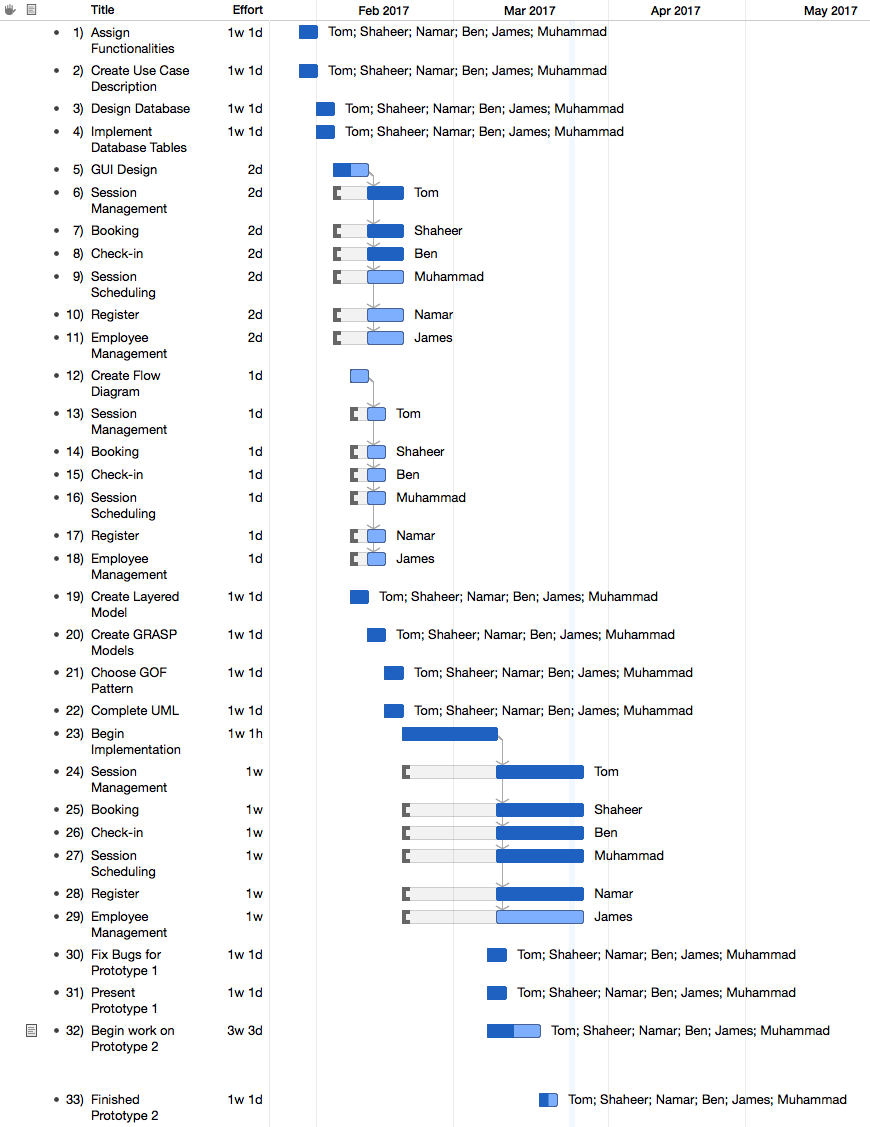 Title Effort Feb 2017 Mar 2017 Apr 2017 May 2017
1) Assign 1w 1d Tom; Shaheer; Namar; Ben; James; Muhammad
Functionalities
2) Create Use Case 1w 1d Tom; Shaheer; Namar; Ben; James; Muhammad
Description
3) Design Database 1w 1d Tom; Shaheer; Namar; Ben; James; Muhammad
4) Implement 1w 1d Tom; Shaheer; Namar; Ben; James; Muhammad
Database Tables
5) GUI Design 2d
6) Session 2d Tom
Management
7) Booking 2d Shaheer
8) Check-in 2d Ben
9) Session 2d Muhammad
Scheduling
10) Register 2d Namar
11) Employee 2d James
Management
12) Create Flow 1d
Diagram
13) Session 1d Tom
Management
14) Booking 1d Shaheer
15) Check-in 1d Ben
16) Session 1d Muhammad
Scheduling
17) Register 1d Namar
18) Employee 1d James
Management
19) Create Layered 1w 1d Tom; Shaheer; Namar; Ben; James; Muhammad
Model
20) Create GRASP 1w 1d Tom; Shaheer; Namar; Ben; James; Muhammad
Models
21) Choose GOF 1w 1d Tom; Shaheer; Namar; Ben; James; Muhammad
Pattern
22) Complete UML 1w 1d Tom; Shaheer; Namar; Ben; James; Muhammad
23) Begin 1w 1h
Implementation
24) Session 1w Tom
Management
25) Booking 1w Shaheer
26) Check-in 1w Ben
27) Session 1w Muhammad
Scheduling
28) Register 1w Namar
29) Employee 1w James
Management
30) Fix Bugs for 1w 1d Tom; Shaheer; Namar; Ben; James; Muhammad
Prototype 1
31) Present 1w 1d Tom; Shaheer; Namar; Ben; James; Muhammad
Prototype 1
32) Begin work on 3w 3d Tom; Shaheer; Namar; Ben; James; Muhammad
Prototype 2
33) Finished 1w 1d Tom; Shaheer; Namar; Ben; James; Muhammad
Prototype 2